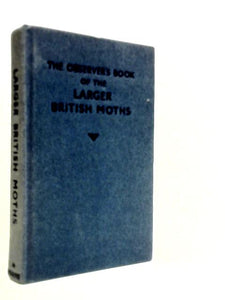 THE OBSERVER'S BOOK
OF THE
LARGER
BRITISH MOTHS
LARGER BRITISH MOTHS